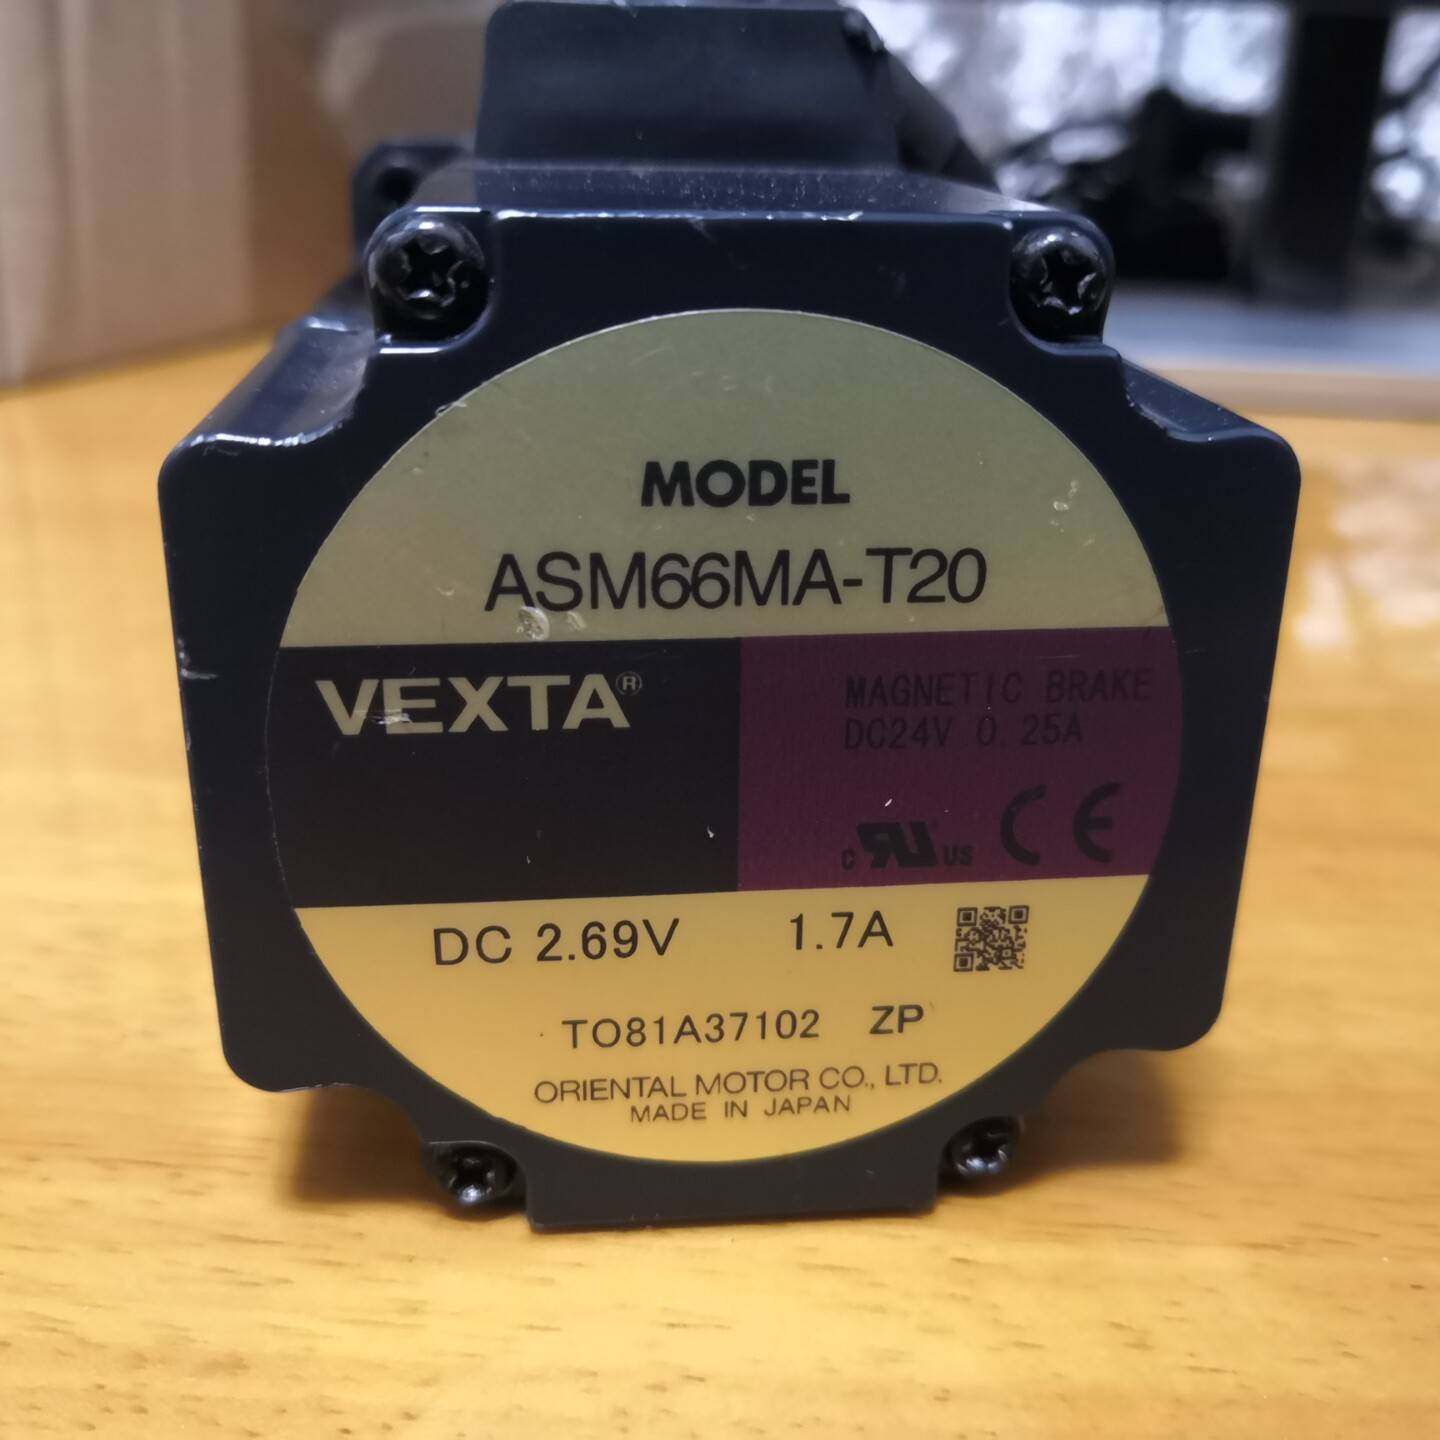 MODEL
ASM66MA-T20
VEXTA®
MAGNETIC BRAKE
DC24V 0.25A
c RU US CE
DC 2.69V 1.7A
TO81A37102 ZP
ORIENTAL MOTOR CO., LTD.
MADE IN JAPAN